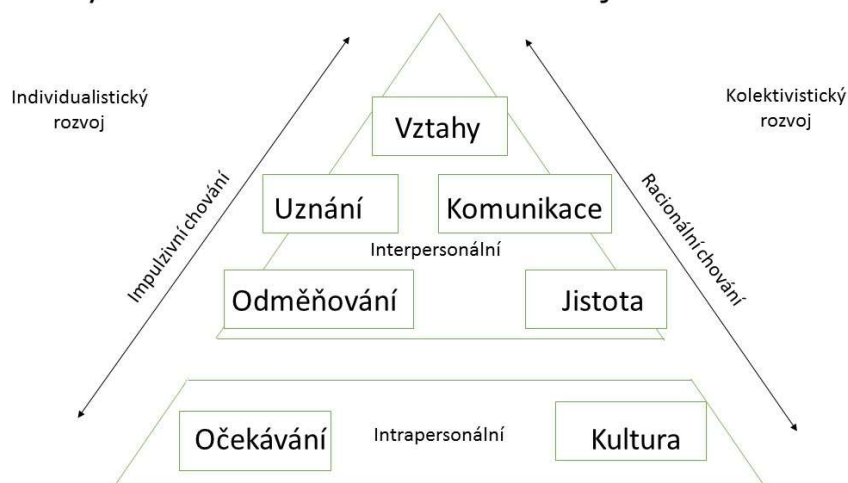 Individualistický
rozvoj
Kolektivistický
rozvoj
Vztahy
Impulzivní chování
Racionální chování
Uznání
Komunikace
Interpersonální
Odměňování
Jistota
Očekávání
Intrapersonální
Kultura